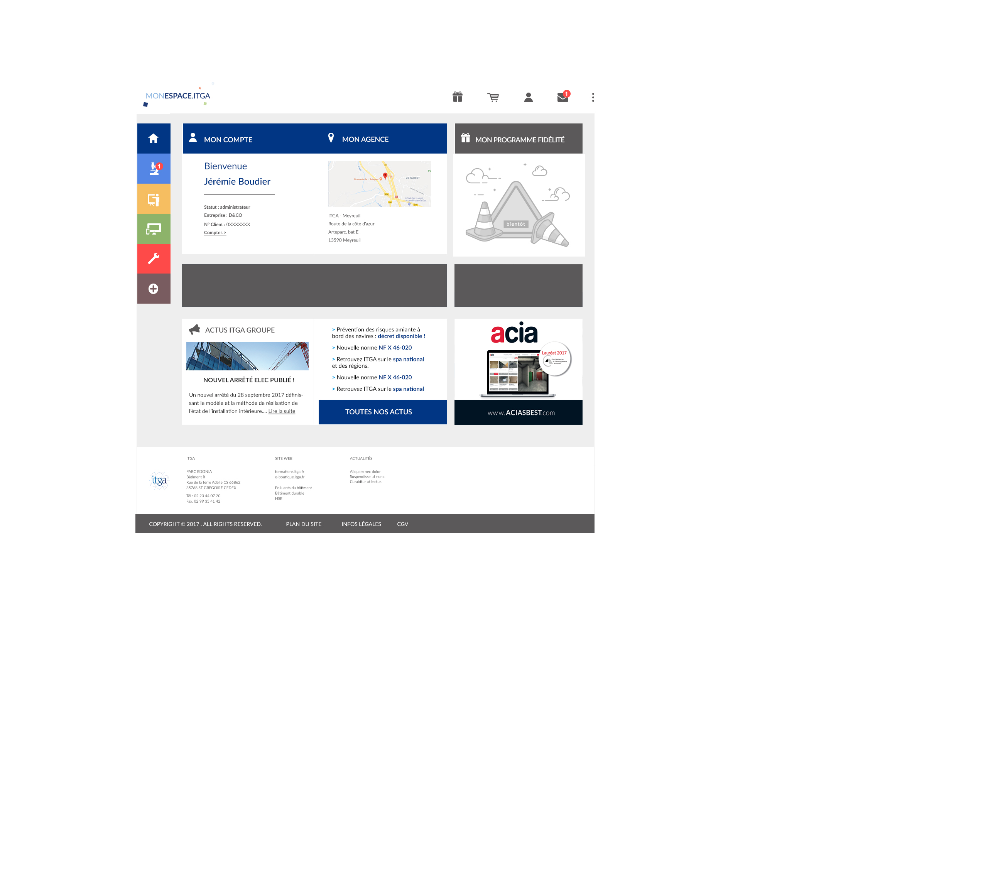 MONESPACE.ITGA
1
MON COMPTE
MON AGENCE
MON PROGRAMME FIDÉLITÉ
1
Bienvenue
Jérémie Boudier
Statut : administrateur
Entreprise : D&CO
N° Client : 0XXXXXXX
Comptes >
ITGA
LE CANET
Brasserie de L' Arteparc
ITGA - Meyreuil
Route de la côte d'azur
Arteparc, bat E
13590 Meyreuil
bientôt
ACTUS ITGA GROUPE
NOUVEL ARRÊTÉ ELEC PUBLIÉ !
Un nouvel arrêté du 28 septembre 2017 définis-
sant le modèle et la méthode de réalisation de
l'état de l'installation intérieure.... Lire la suite
> Prévention des risques amiante à
bord des navires : décret disponible !
> Nouvelle norme NF X 46-020
> Retrouvez ITGA sur le spa national
et des régions.
> Nouvelle norme NF X 46-020
> Retrouvez ITGA sur le spa national
TOUTES NOS ACTUS
acia
Lauréat 2017
www.ACIASBEST.com
itga
ITGA
PARC EDONIA
Bâtiment R
Rue de la terre Adélie CS 66862
35768 ST GREGOIRE CEDEX
Tél : 02 23 44 07 20
Fax. 02 99 35 41 42
SITE WEB
formations.itga.fr
e-boutique.itga.fr
Polluants du bâtiment
Bâtiment durable
HSE
ACTUALITÉS
Aliquam nec dolor
Suspendisse ut nunc
Curabitur ut lectus
COPYRIGHT © 2017 . ALL RIGHTS RESERVED.
PLAN DU SITE
INFOS LÉGALES
CGV